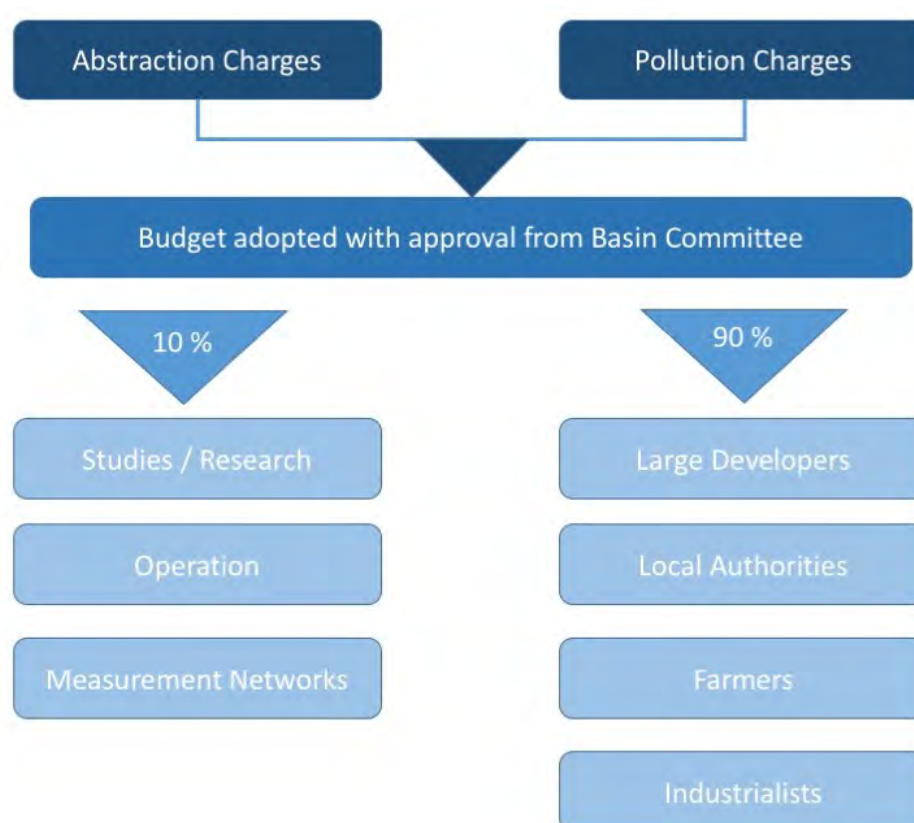 Abstraction Charges
Pollution Charges
Budget adopted with approval from Basin Committee
10 %
90 %
Studies / Research
Large Developers
Operation
Local Authorities
Measurement Networks
Farmers
Industrialists